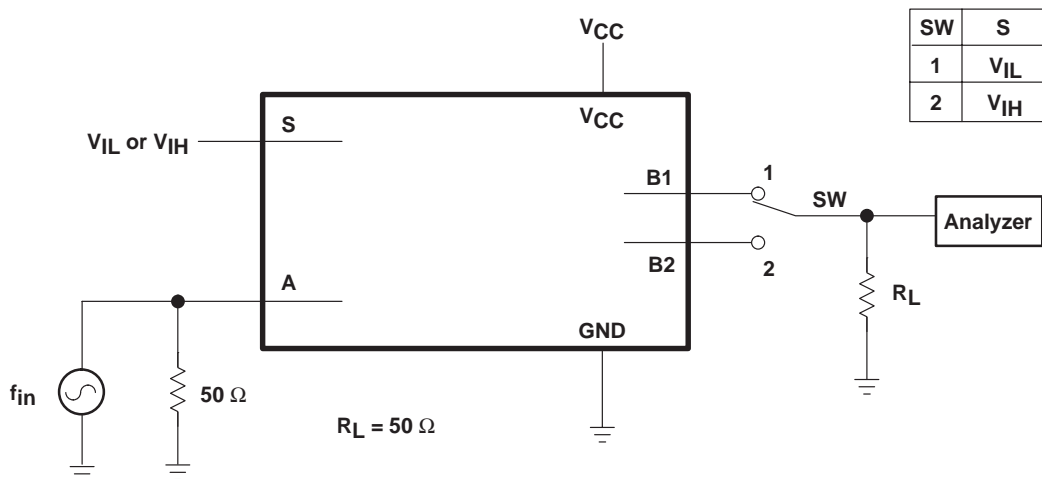 VCC
SW S
1 VIL
2 VIH
VCC
S
VIL or VIH
B1
1
SW
Analyzer
B2
2
RL
A
GND
fin
50 Ω
RL = 50 Ω